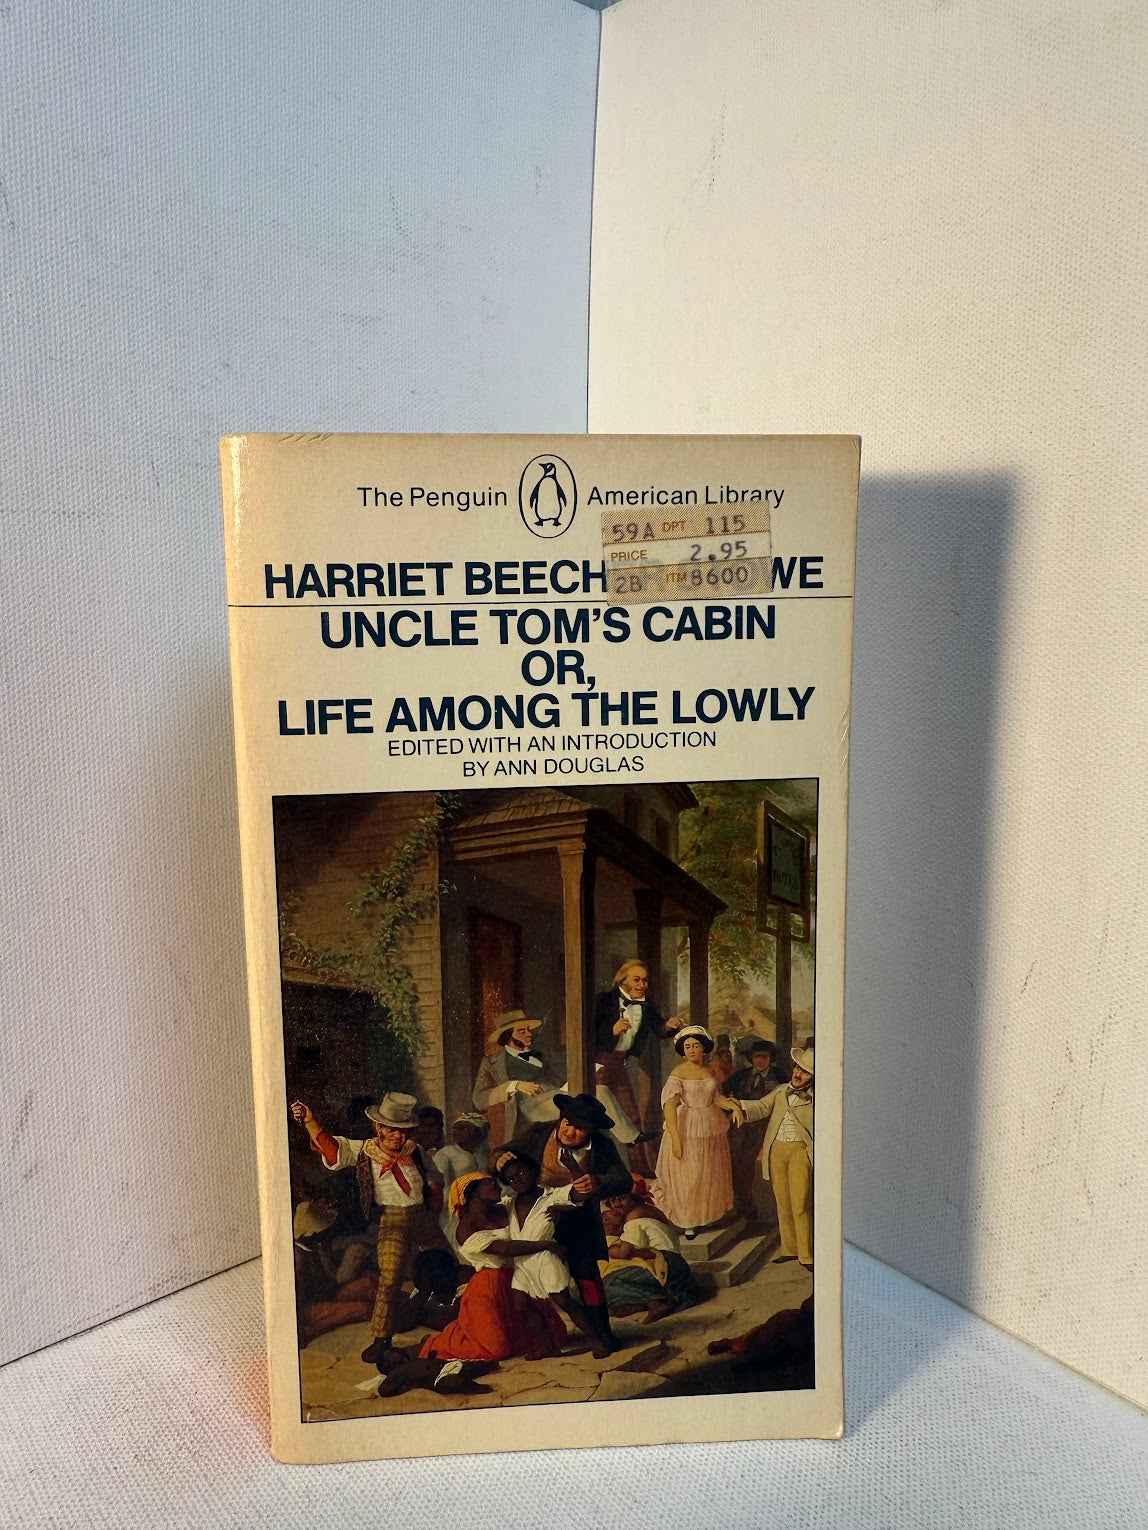 The Penguin American Library
59A DPT 115
PRICE 2.95
2B ITM 8600
HARRIET BEECH WE
UNCLE TOM'S CABIN
OR,
LIFE AMONG THE LOWLY
EDITED WITH AN INTRODUCTION
BY ANN DOUGLAS